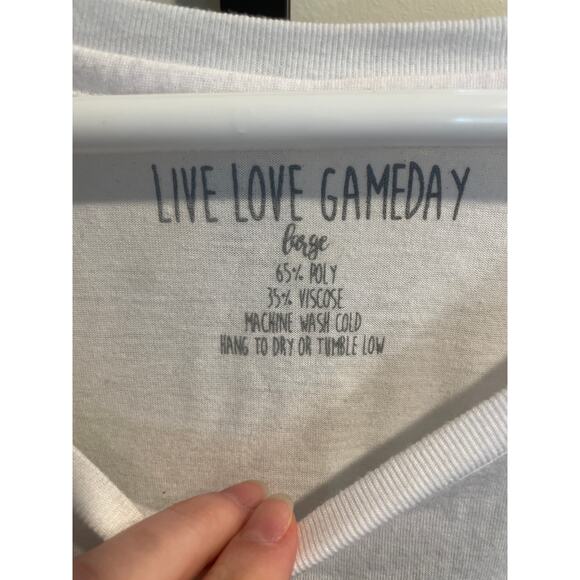 LIVE LOVE GAMEDAY
large
65% POLY
35% VISCOSE
MACHINE WASH COLD
HANG TO DRY OR TUMBLE LOW